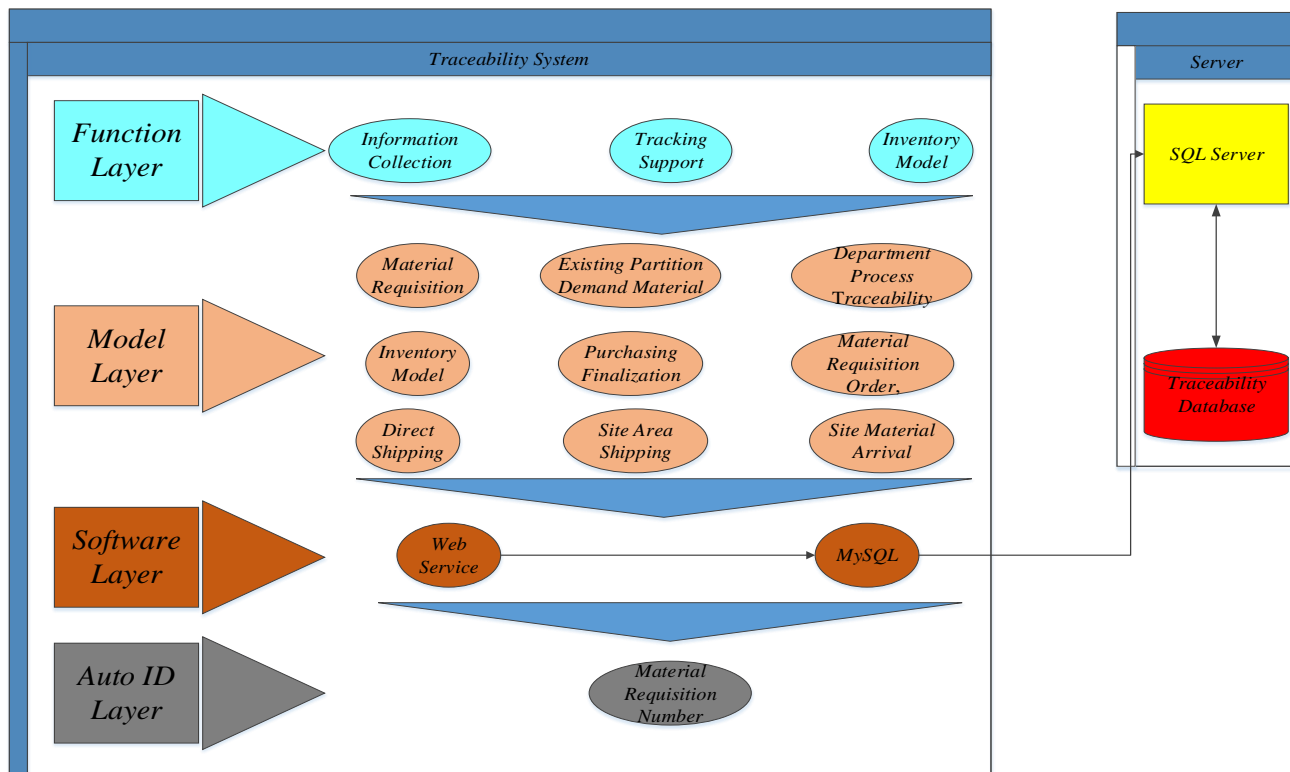 Traceability System
Server
Function
Layer
Information
Collection
Tracking
Support
Inventory
Model
SQL Server
Material
Requisition
Existing Partition
Demand Material
Department
Process
Traceability
Model
Layer
Inventory
Model
Purchasing
Finalization
Material
Requisition
Order,
Traceability
Database
Direct
Shipping
Site Area
Shipping
Site Material
Arrival
Software
Layer
Web
Service
MySQL
Auto ID
Layer
Material
Requisition
Number